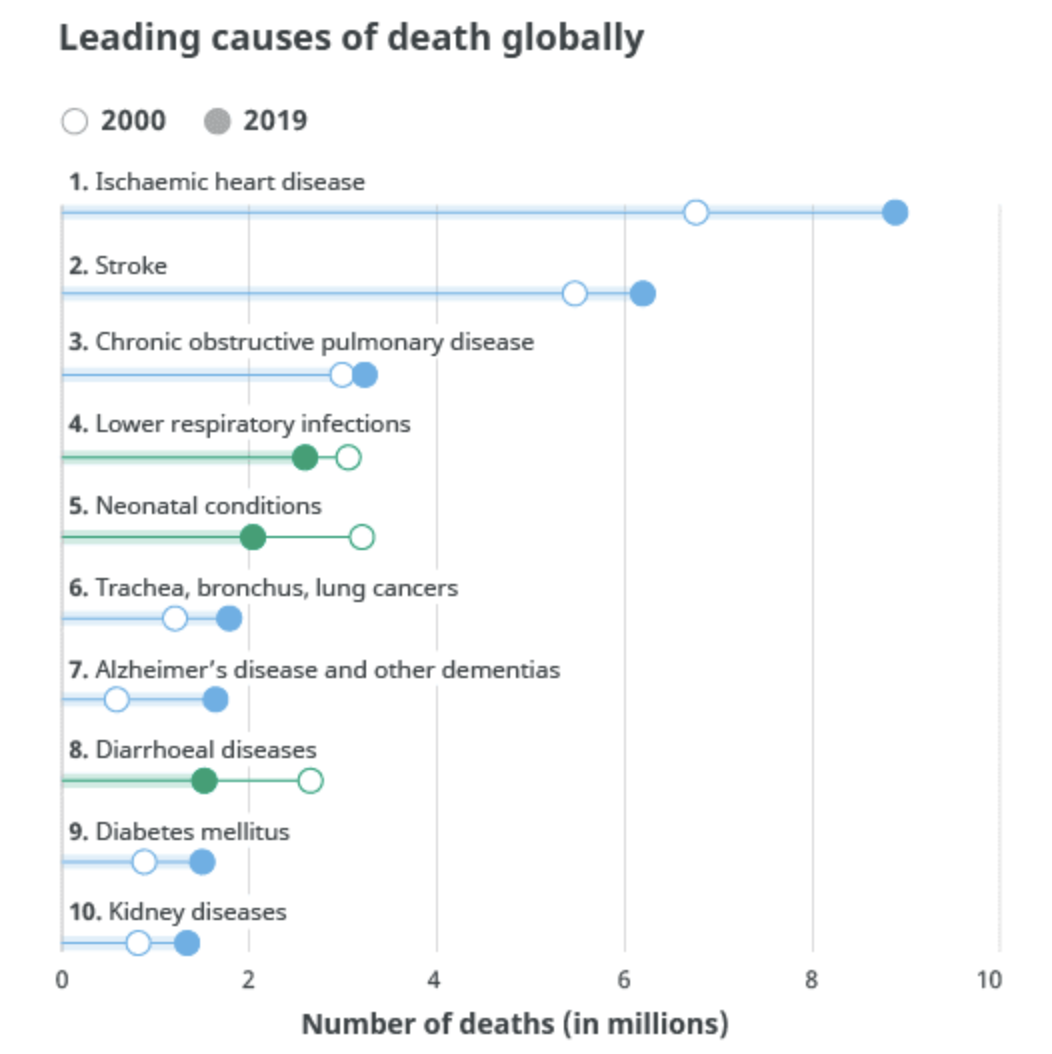 Leading causes of death globally
2000 2019
1. Ischaemic heart disease
2. Stroke
3. Chronic obstructive pulmonary disease
4. Lower respiratory infections
5. Neonatal conditions
6. Trachea, bronchus, lung cancers
7. Alzheimer’s disease and other dementias
8. Diarrhoeal diseases
9. Diabetes mellitus
10. Kidney diseases
0 2 4 6 8 10
Number of deaths (in millions)